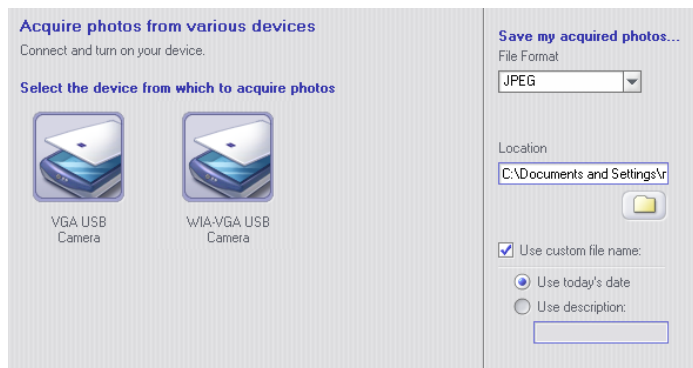 Acquire photos from various devices
Connect and turn on your device.
Select the device from which to acquire photos
VGA USB
Camera
WIA-VGA USB
Camera
Save my acquired photos...
File Format
JPEG
Location
C:\Documents and Settings\r
Use custom file name:
Use today's date
Use description: